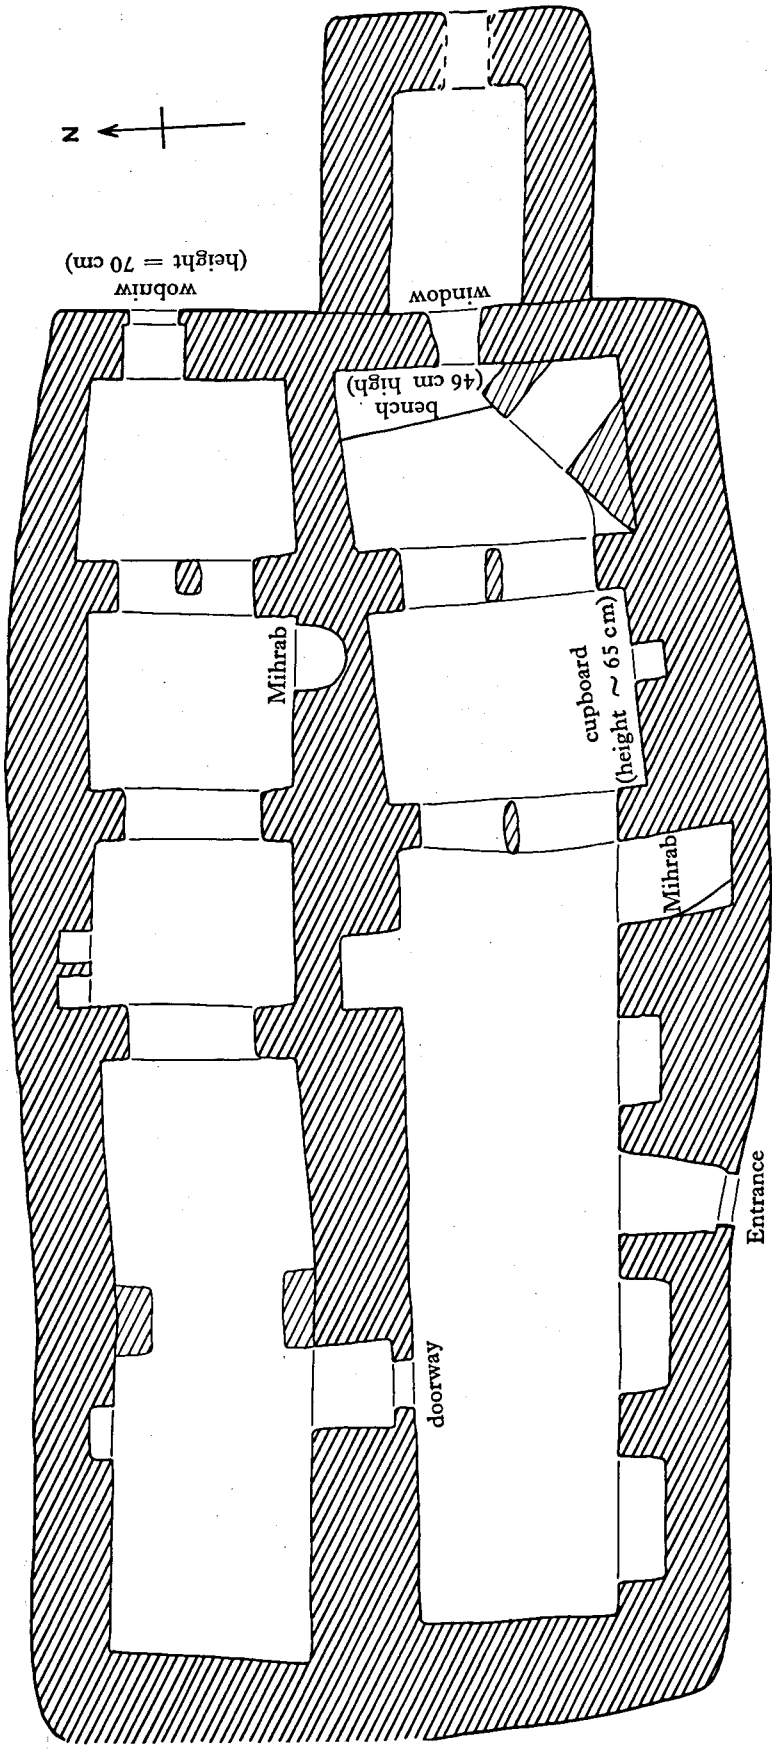 N
window
(height = 70 cm)
window
bench
(46 cm high)
Mihrab
cupboard
(height ~ 65 cm)
Mihrab
doorway
Entrance